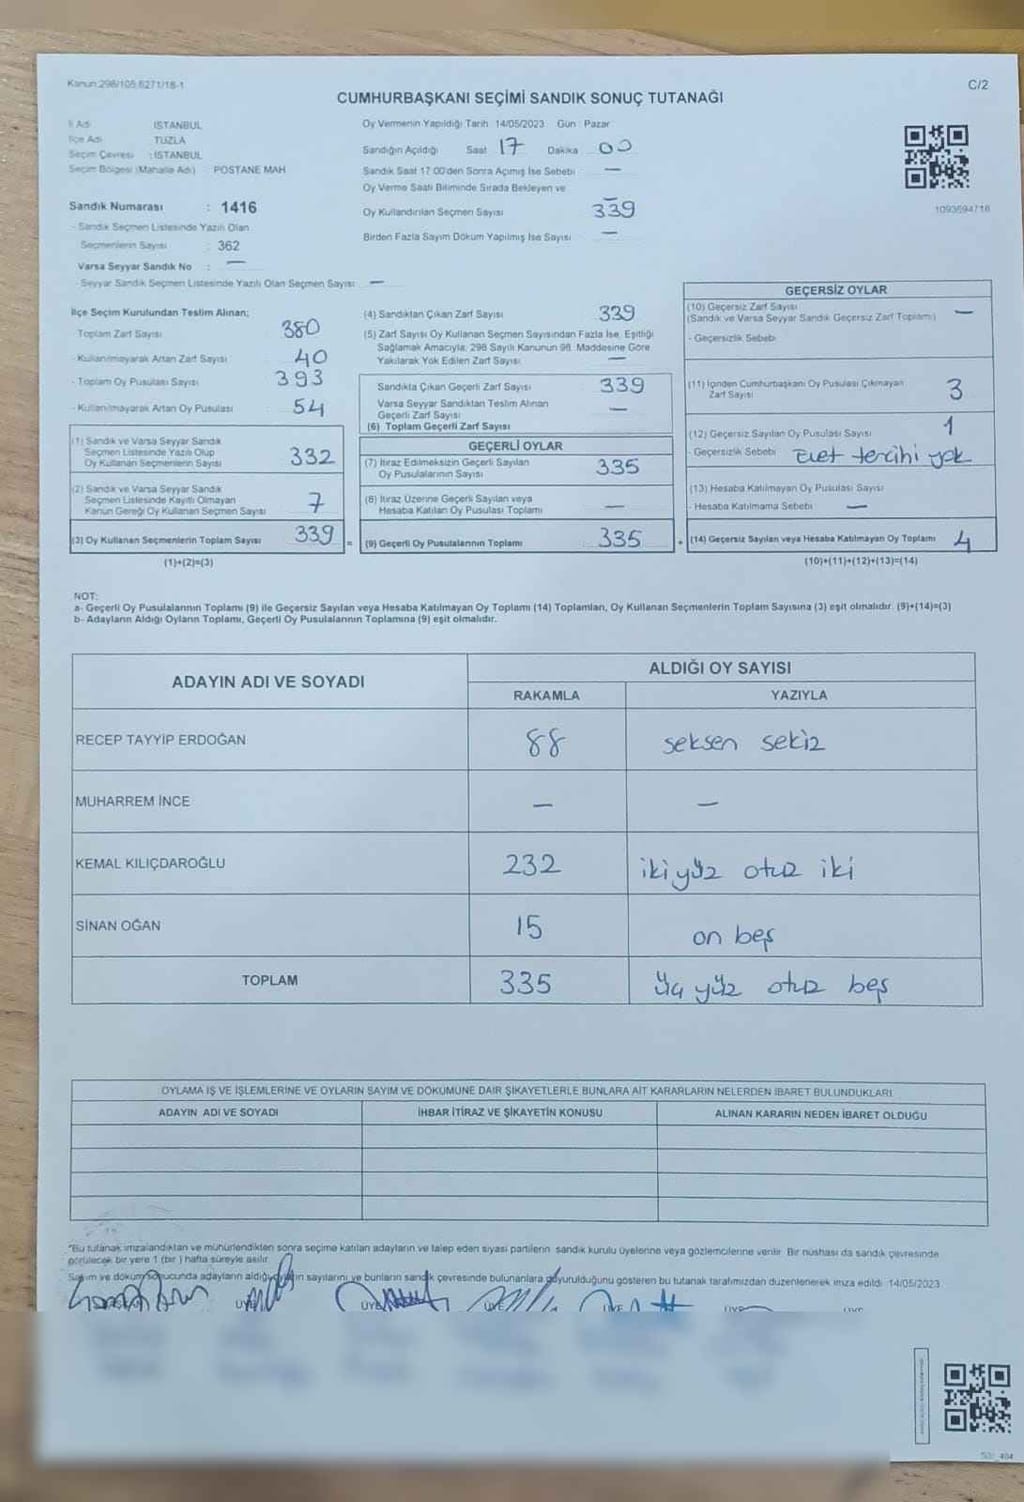 Kanun:298/105,6271/18-1
C/2
CUMHURBAŞKANI SEÇİMİ SANDIK SONUÇ TUTANAĞI
İl Adı İSTANBUL
İlçe Adı TUZLA
Seçim Çevresi : İSTANBUL
Seçim Bölgesi (Mahalle Adı) POSTANE MAH
Sandık Numarası : 1416
- Sandık Seçmen Listesinde Yazılı Olan
Seçmenlerin Sayısı : 362
Varsa Seyyar Sandık No : —
- Seyyar Sandık Seçmen Listesinde Yazılı Olan Seçmen Sayısı —
Oy Vermenin Yapıldığı Tarih 14/05/2023 Gün : Pazar
Sandığın Açıldığı Saat 17 Dakika 00
Sandık Saat 17.00'den Sonra Açılmış İse Sebebi —
Oy Verme Saati Bitiminde Sırada Bekleyen ve —
Oy Kullandırılan Seçmen Sayısı 339
Birden Fazla Sayım Döküm Yapılmış İse Sayısı —
1093594716
İlçe Seçim Kurulundan Teslim Alınan;
Toplam Zarf Sayısı 380
- Kullanılmayarak Artan Zarf Sayısı 40
- Toplam Oy Pusulası Sayısı 393
- Kullanılmayarak Artan Oy Pusulası 54
(1) Sandık ve Varsa Seyyar Sandık
Seçmen Listesinde Yazılı Olup
Oy Kullanan Seçmenlerin Sayısı 332
(2) Sandık ve Varsa Seyyar Sandık
Seçmen Listesinde Kayıtlı Olmayan
Kanun Gereği Oy Kullanan Seçmen Sayısı 7
(3) Oy Kullanan Seçmenlerin Toplam Sayısı 339 =
(1)+(2)=(3)
(4) Sandıktan Çıkan Zarf Sayısı 339
(5) Zarf Sayısı Oy Kullanan Seçmen Sayısından Fazla İse, Eşitliği
Sağlamak Amacıyla, 298 Sayılı Kanunun 98. Maddesine Göre
Yakılarak Yok Edilen Zarf Sayısı —
Sandıkta Çıkan Geçerli Zarf Sayısı 339
Varsa Seyyar Sandıktan Teslim Alınan
Geçerli Zarf Sayısı —
(6) Toplam Geçerli Zarf Sayısı
GEÇERLİ OYLAR
(7) İtiraz Edilmeksizin Geçerli Sayılan
Oy Pusulalarının Sayısı 335
(8) İtiraz Üzerine Geçerli Sayılan veya
Hesaba Katılan Oy Pusulası Toplamı —
(9) Geçerli Oy Pusulalarının Toplamı 335 +
GEÇERSİZ OYLAR
(10) Geçersiz Zarf Sayısı
(Sandık ve Varsa Seyyar Sandık Geçersiz Zarf Toplamı) —
- Geçersizlik Sebebi
(11) İçinden Cumhurbaşkanı Oy Pusulası Çıkmayan
Zarf Sayısı 3
(12) Geçersiz Sayılan Oy Pusulası Sayısı 1
- Geçersizlik Sebebi Evet tercihi yok
(13) Hesaba Katılmayan Oy Pusulası Sayısı
- Hesaba Katılmama Sebebi —
(14) Geçersiz Sayılan veya Hesaba Katılmayan Oy Toplamı 4
(10)+(11)+(12)+(13)=(14)
NOT:
a- Geçerli Oy Pusulalarının Toplamı (9) ile Geçersiz Sayılan veya Hesaba Katılmayan Oy Toplamı (14) Toplamları, Oy Kullanan Seçmenlerin Toplam Sayısına (3) eşit olmalıdır. (9)+(14)=(3)
b- Adayların Aldığı Oyların Toplamı, Geçerli Oy Pusulalarının Toplamına (9) eşit olmalıdır.
ADAYIN ADI VE SOYADI ALDIĞI OY SAYISI
RAKAMLA YAZIYLA
RECEP TAYYİP ERDOĞAN 88 seksen sekiz
MUHARREM İNCE — —
KEMAL KILIÇDAROĞLU 232 ikiyüz otuz iki
SİNAN OĞAN 15 on beş
TOPLAM 335 üç yüz otuz beş
OYLAMA İŞ VE İŞLEMLERİNE VE OYLARIN SAYIM VE DÖKÜMÜNE DAİR ŞİKAYETLERLE BUNLARA AİT KARARLARIN NELERDEN İBARET BULUNDUKLARI
ADAYIN ADI VE SOYADI İHBAR İTİRAZ VE ŞİKAYETİN KONUSU ALINAN KARARIN NEDEN İBARET OLDUĞU
*Bu tutanak imzalandıktan ve mühürlendikten sonra seçime katılan adayların ve talep eden siyasi partilerin sandık kurulu üyelerine veya gözlemcilerine verilir. Bir nüshası da sandık çevresinde
görülecek bir yere 1 (bir) hafta süreyle asılır.
Sayım ve döküm sonucunda adayların aldığı oyların sayılarını ve bunların sandık çevresinde bulunanlara duyurulduğunu gösteren bu tutanak tarafımızdan düzenlenerek imza edildi. 14/05/2023
ÜYE ÜYE ÜYE ÜYE ÜYE ÜYE